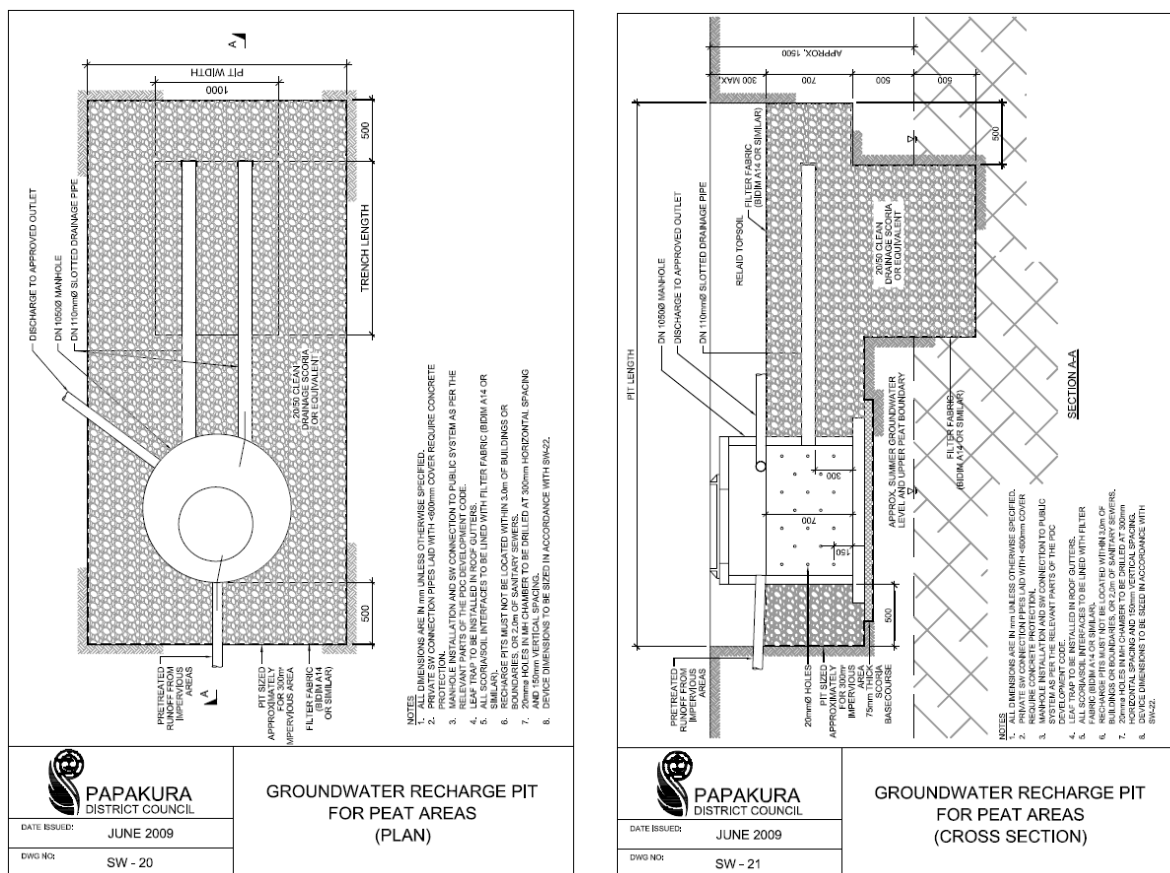 A
PIT WIDTH
1000
500
TRENCH LENGTH
500
DISCHARGE TO APPROVED OUTLET
DN 1050Ø MANHOLE
DN 110mmØ SLOTTED DRAINAGE PIPE
20/50 CLEAN
DRAINAGE SCORIA
OR EQUIVALENT
A
PRETREATED
RUNOFF FROM
IMPERVIOUS
AREAS
PIT SIZED
APPROXIMATELY
FOR 300m²
IMPERVIOUS AREA
FILTER FABRIC
(BIDIM A14
OR SIMILAR)
NOTES
1. ALL DIMENSIONS ARE IN mm UNLESS OTHERWISE SPECIFIED.
2. PRIVATE SW CONNECTION PIPES LAID WITH <600mm COVER REQUIRE CONCRETE
PROTECTION.
3. MANHOLE INSTALLATION AND SW CONNECTION TO PUBLIC SYSTEM AS PER THE
RELEVANT PARTS OF THE PDC DEVELOPMENT CODE.
4. LEAF TRAP TO BE INSTALLED IN ROOF GUTTERS.
5. ALL SCORIA/SOIL INTERFACES TO BE LINED WITH FILTER FABRIC (BIDIM A14 OR
SIMILAR).
6. RECHARGE PITS MUST NOT BE LOCATED WITHIN 3.0m OF BUILDINGS OR
BOUNDARIES, OR 2.0m OF SANITARY SEWERS.
7. 20mmø HOLES IN MH CHAMBER TO BE DRILLED AT 300mm HORIZONTAL SPACING
AND 150mm VERTICAL SPACING.
8. DEVICE DIMENSIONS TO BE SIZED IN ACCORDANCE WITH SW-22.
PAPAKURA
DISTRICT COUNCIL
DATE ISSUED:
JUNE 2009
DWG NO:
SW - 20
GROUNDWATER RECHARGE PIT
FOR PEAT AREAS
(PLAN)
APPROX. 1500
300 MAX.
700
500
500
500
PIT LENGTH
FILTER FABRIC
(BIDIM A14 OR SIMILAR)
RELAID TOPSOIL
DN 110mmØ SLOTTED DRAINAGE PIPE
DISCHARGE TO APPROVED OUTLET
DN 1050Ø MANHOLE
20/50 CLEAN
DRAINAGE SCORIA
OR EQUIVALENT
300
700
150
500
APPROX. SUMMER GROUNDWATER
LEVEL AND UPPER PEAT BOUNDARY
FILTER FABRIC
(BIDIM A14 OR SIMILAR)
SECTION A-A
PRETREATED
RUNOFF FROM
IMPERVIOUS
AREAS
20mmØ HOLES
PIT SIZED
APPROXIMATELY
FOR 300m²
IMPERVIOUS
AREA
75mm THICK
SCORIA
BASECOURSE
NOTES
1. ALL DIMENSIONS ARE IN mm UNLESS OTHERWISE SPECIFIED.
2. PRIVATE SW CONNECTION PIPES LAID WITH <600mm COVER
REQUIRE CONCRETE PROTECTION.
3. MANHOLE INSTALLATION AND SW CONNECTION TO PUBLIC
SYSTEM AS PER THE RELEVANT PARTS OF THE PDC
DEVELOPMENT CODE.
4. LEAF TRAP TO BE INSTALLED IN ROOF GUTTERS.
5. ALL SCORIA/SOIL INTERFACES TO BE LINED WITH FILTER
FABRIC (BIDIM A14 OR SIMILAR).
6. RECHARGE PITS MUST NOT BE LOCATED WITHIN 3.0m OF
BUILDINGS OR BOUNDARIES, OR 2.0m OF SANITARY SEWERS.
7. 20mmø HOLES IN MH CHAMBER TO BE DRILLED AT 300mm
HORIZONTAL SPACING AND 150mm VERTICAL SPACING.
8. DEVICE DIMENSIONS TO BE SIZED IN ACCORDANCE WITH
SW-22.
PAPAKURA
DISTRICT COUNCIL
DATE ISSUED:
JUNE 2009
DWG NO:
SW - 21
GROUNDWATER RECHARGE PIT
FOR PEAT AREAS
(CROSS SECTION)